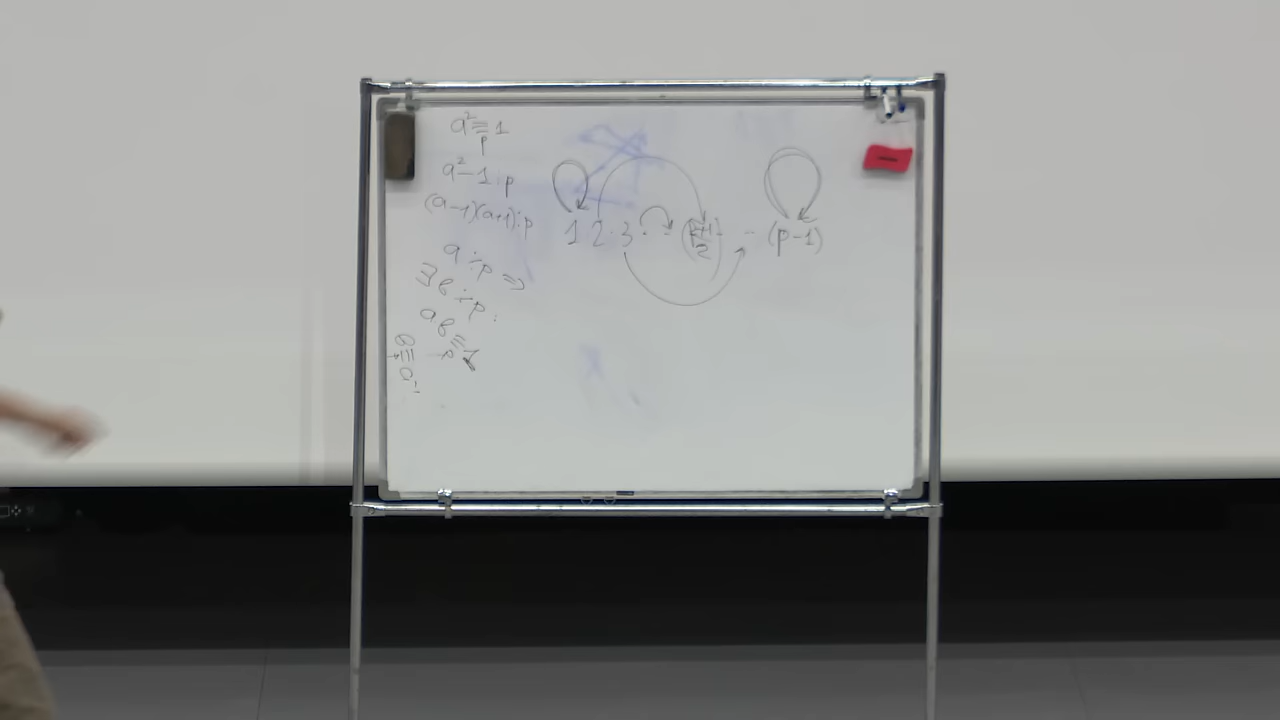 a² ≡ 1
p
a² − 1 ⋮ p
(a−1)(a+1) ⋮ p
1 2 · 3 · · (p+1)/2 ·· (p−1)
a ⋮̸ p ⇒
∃ b ⋮̸ p :
ab ≡ 1
p
b ≡ a⁻¹